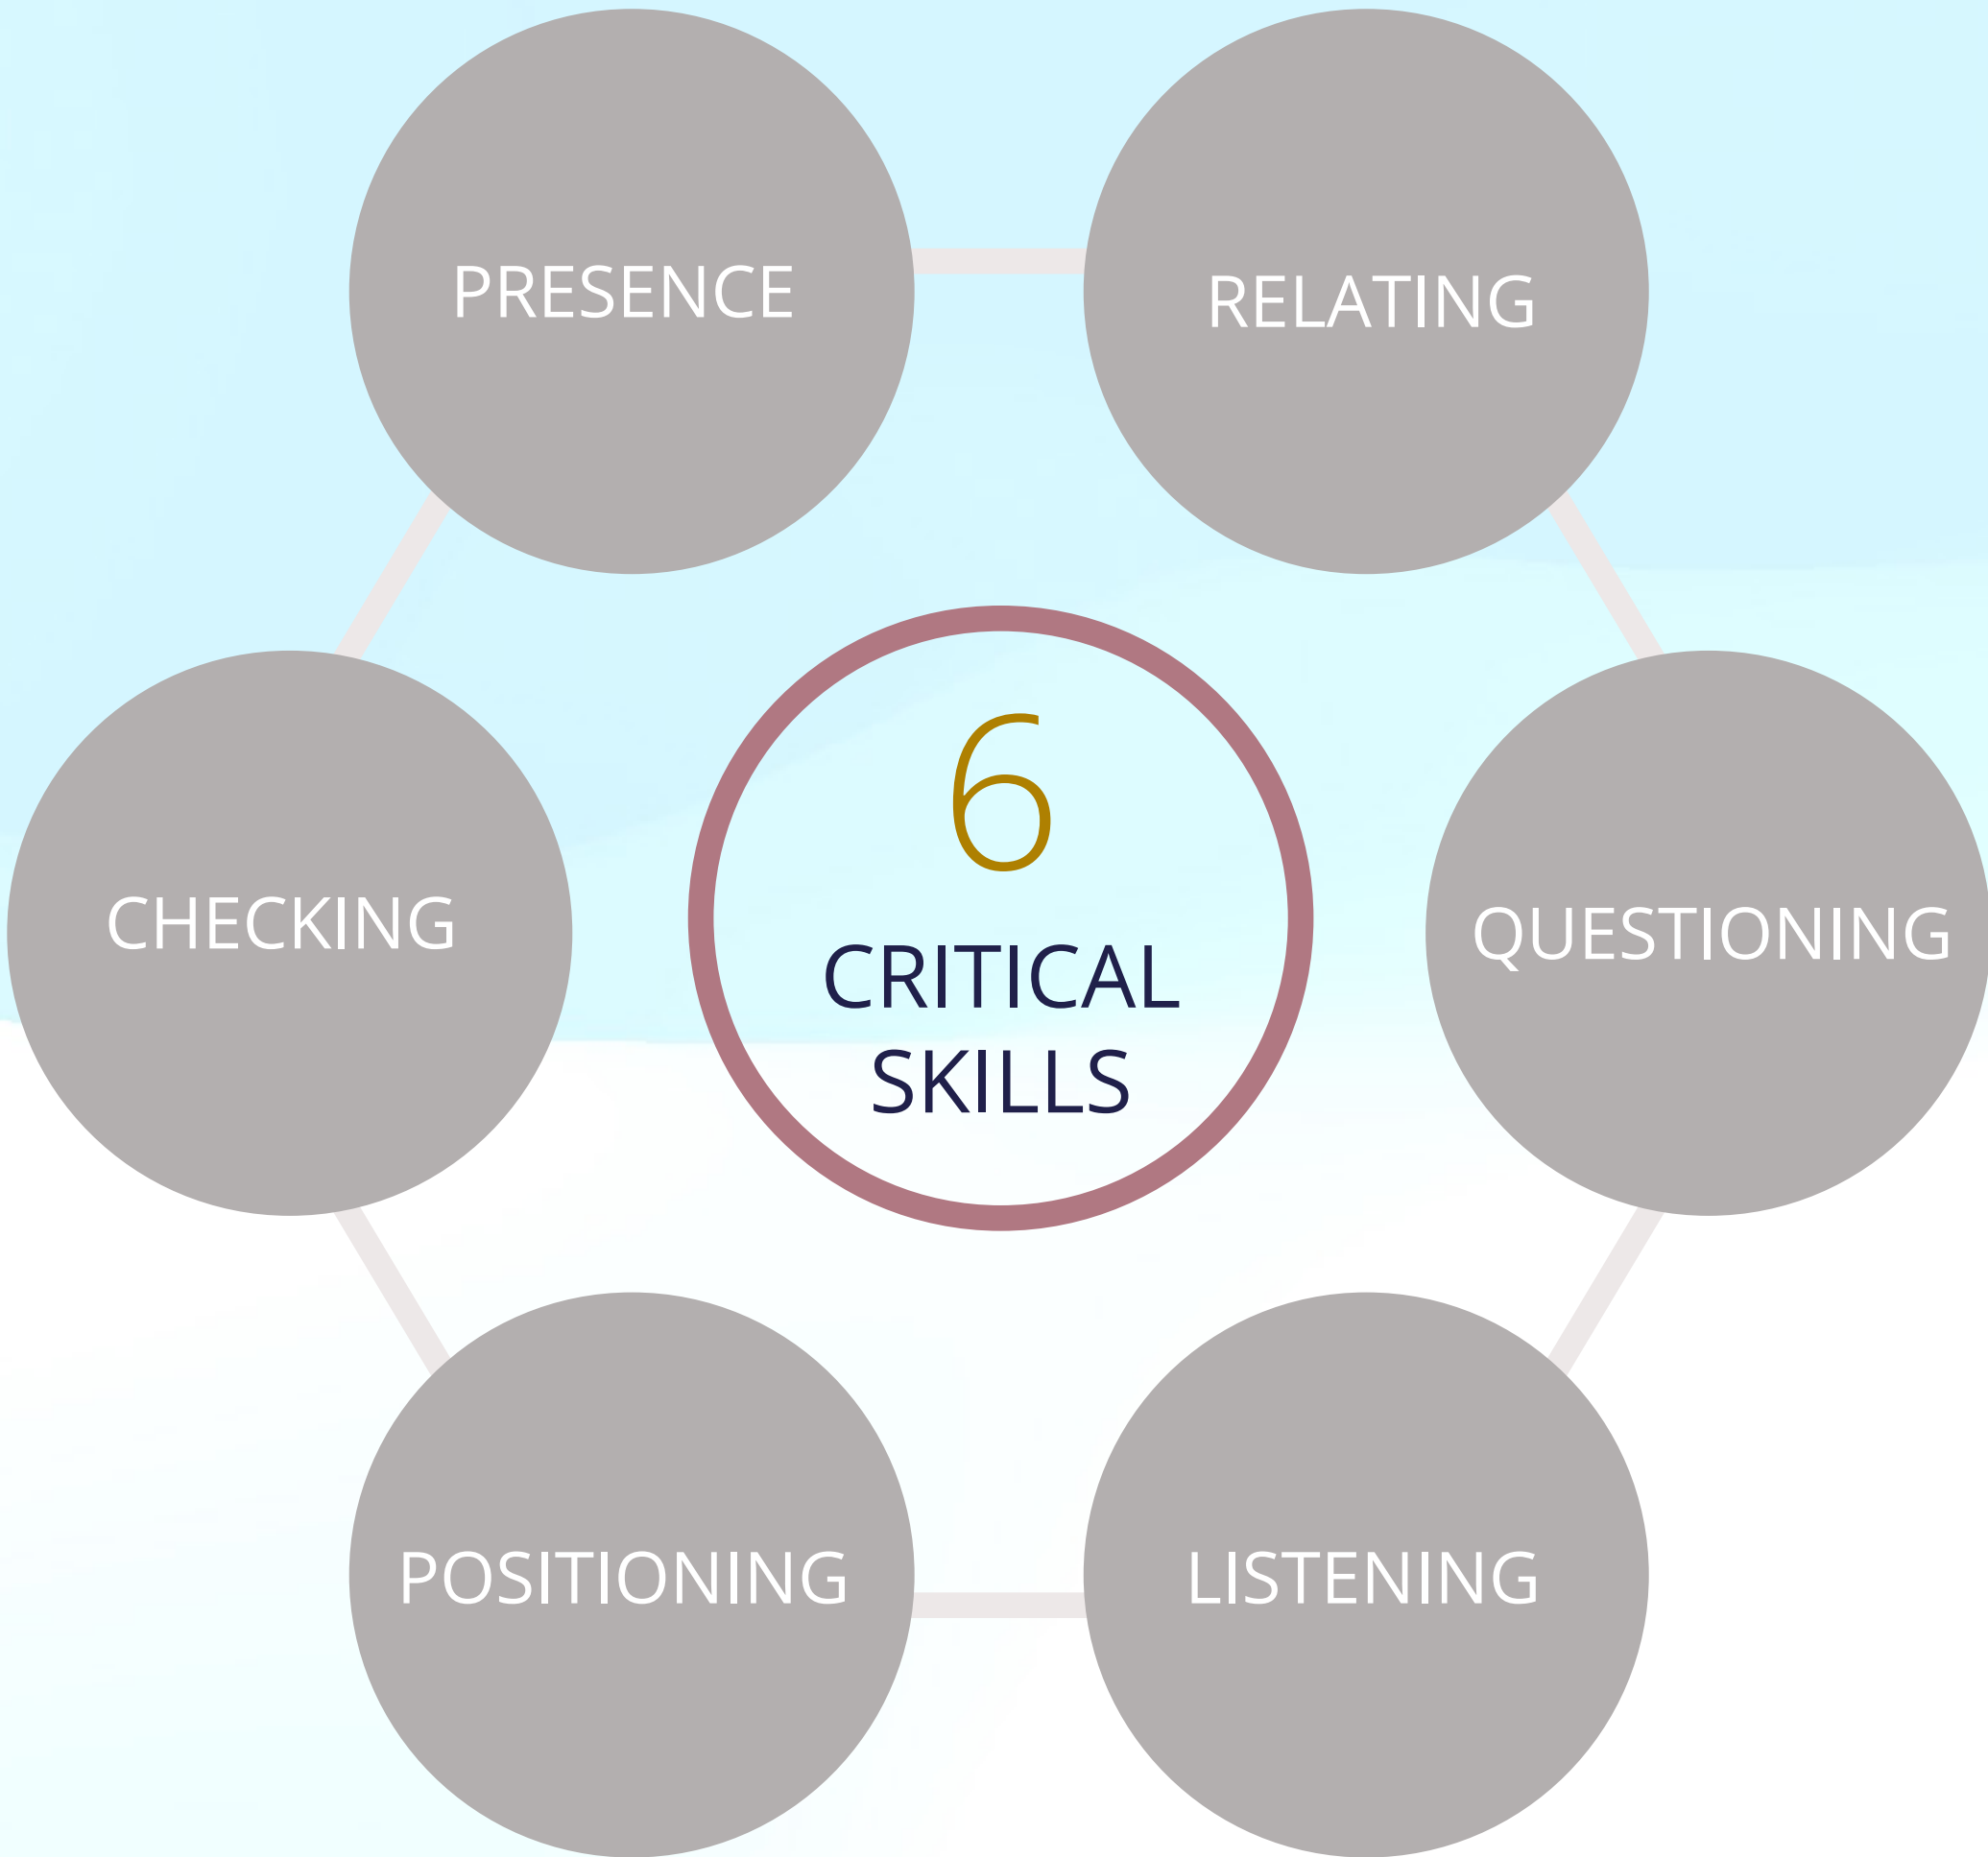 PRESENCE
RELATING
CHECKING
6
CRITICAL
SKILLS
QUESTIONING
POSITIONING
LISTENING